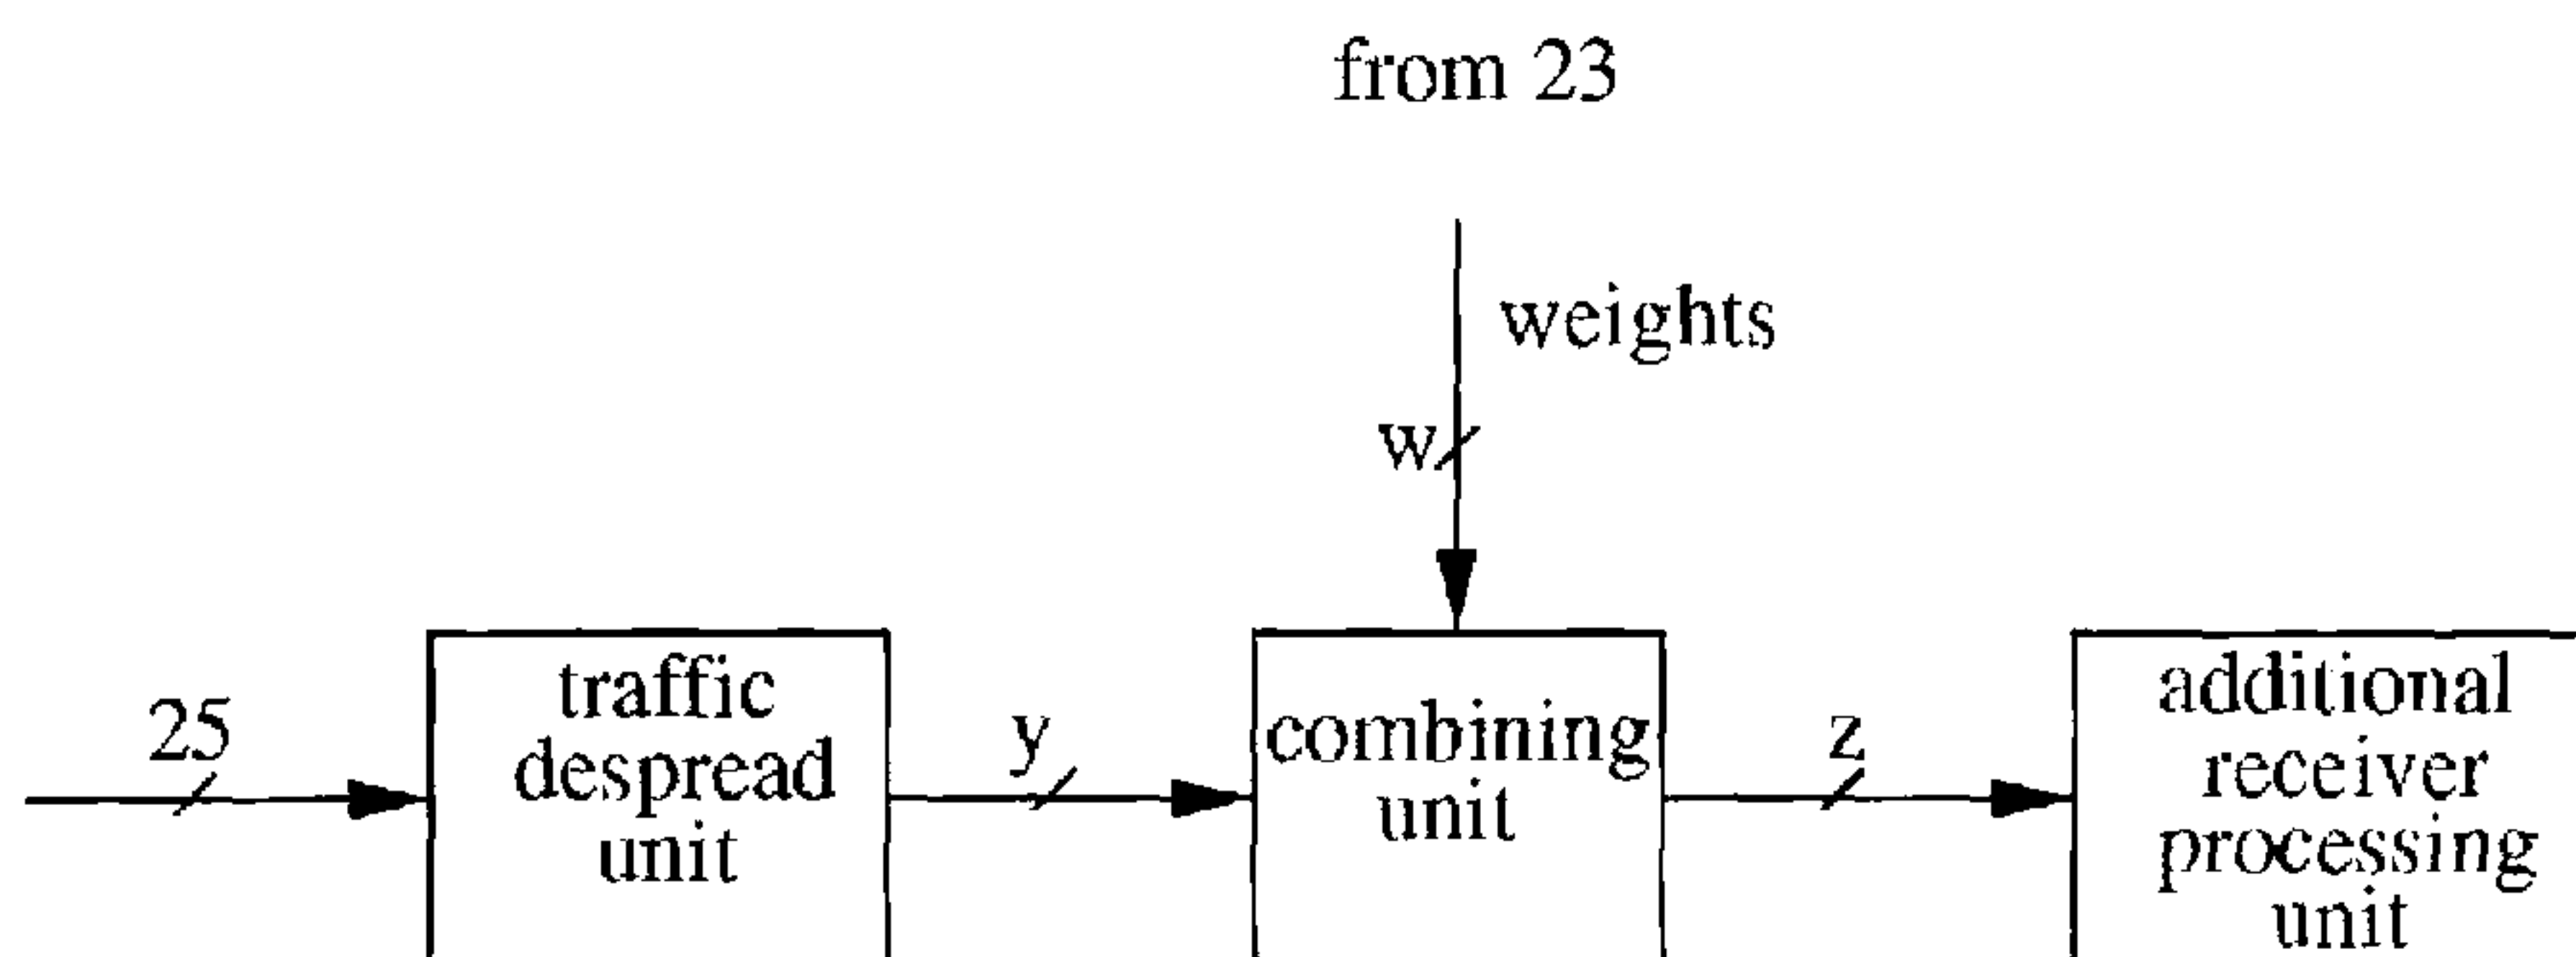 from 23
weights
w
25
traffic
despread
unit
y
combining
unit
z
additional
receiver
processing
unit